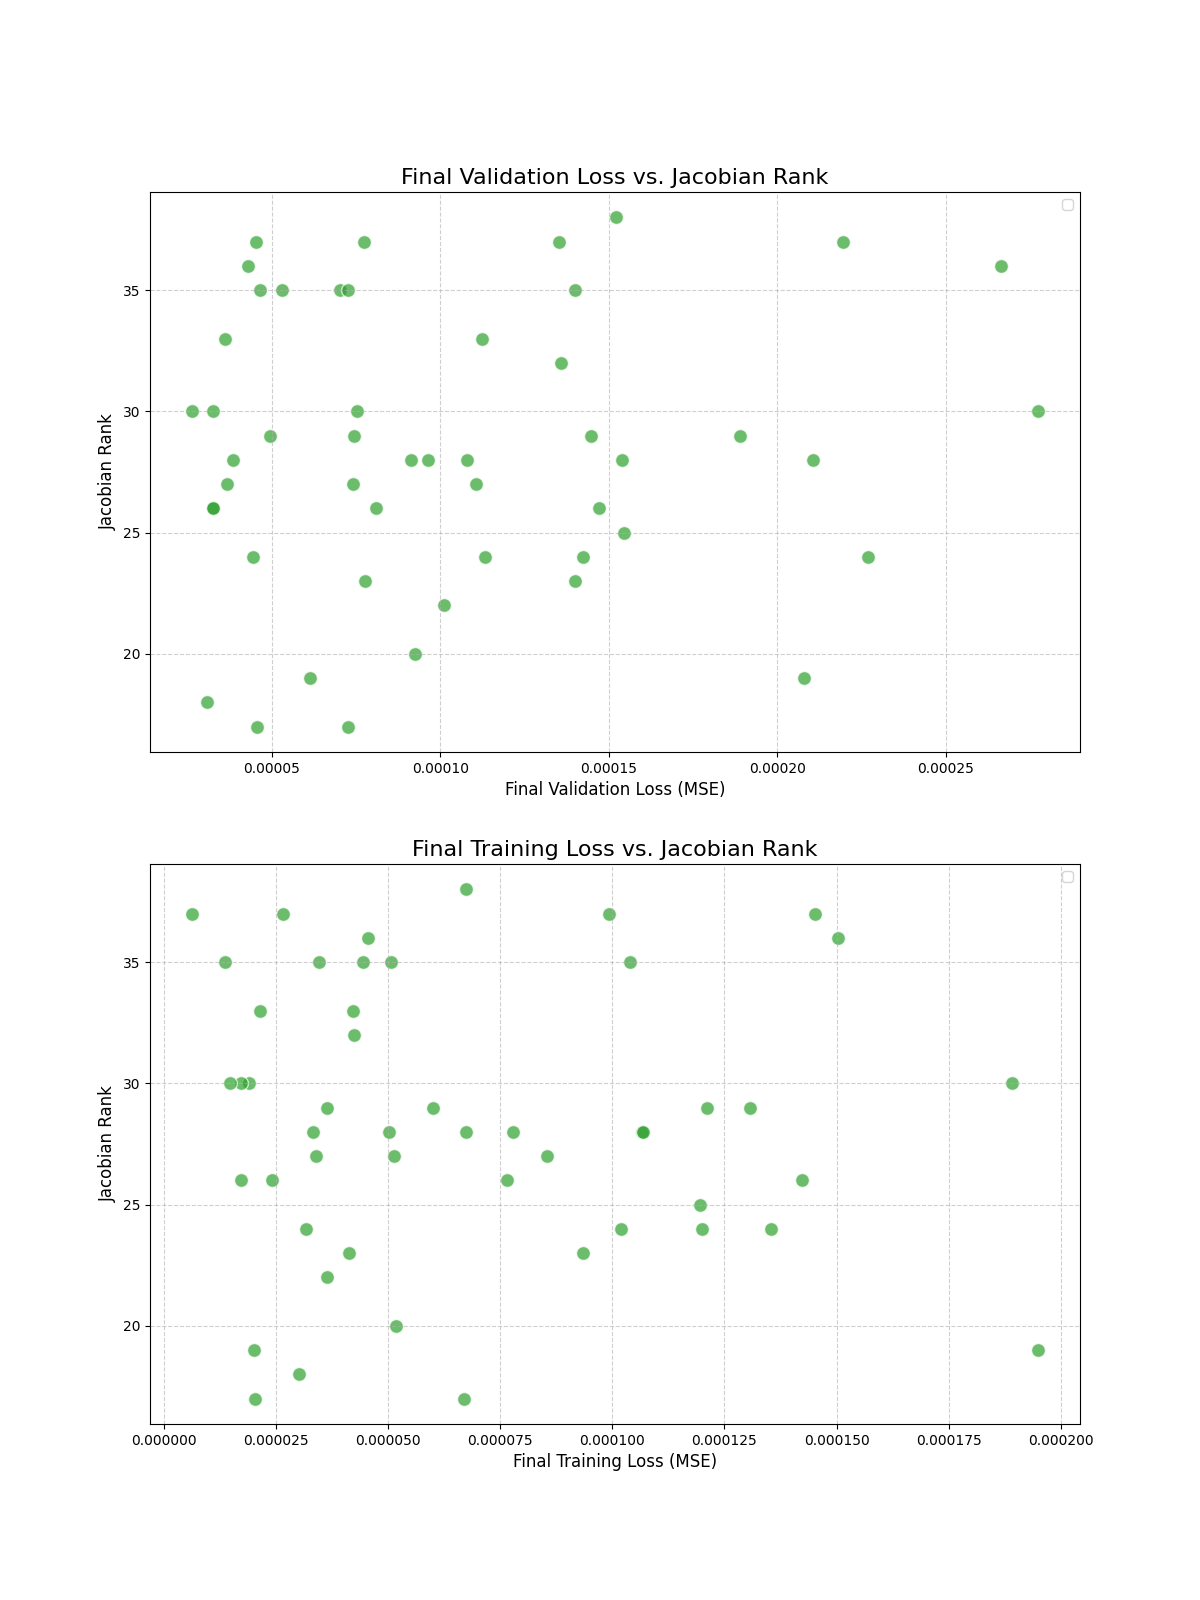 Final Validation Loss vs. Jacobian Rank
Jacobian Rank
35
30
25
20
0.00005 0.00010 0.00015 0.00020 0.00025
Final Validation Loss (MSE)
Final Training Loss vs. Jacobian Rank
Jacobian Rank
35
30
25
20
0.000000 0.000025 0.000050 0.000075 0.000100 0.000125 0.000150 0.000175 0.000200
Final Training Loss (MSE)